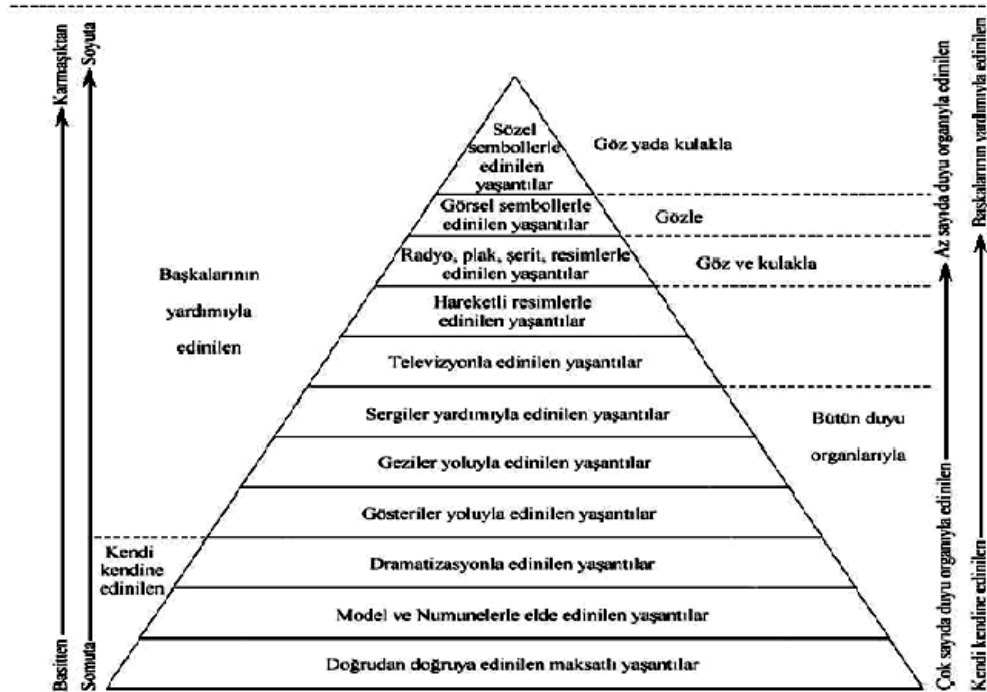 Karmaşıktan
Soyuta
Basitten
Somuta
Sözel
sembollerle
edinilen
yaşantılar
Göz yada kulakla
Görsel sembollerle
edinilen yaşantılar
Gözle
Radyo, plak, şerit, resimlerle
edinilen yaşantılar
Göz ve kulakla
Başkalarının
yardımıyla
edinilen
Hareketli resimlerle
edinilen yaşantılar
Televizyonla edinilen yaşantılar
Sergiler yardımıyla edinilen yaşantılar
Bütün duyu
organlarıyla
Geziler yoluyla edinilen yaşantılar
Gösteriler yoluyla edinilen yaşantılar
Kendi
kendine
edinilen
Dramatizasyonla edinilen yaşantılar
Model ve Numunelerle elde edinilen yaşantılar
Doğrudan doğruya edinilen maksatlı yaşantılar
Az sayıda duyu organıyla edinilen
Çok sayıda duyu organıyla edinilen
Başkalarının yardımıyla edinilen
Kendi kendine edinilen